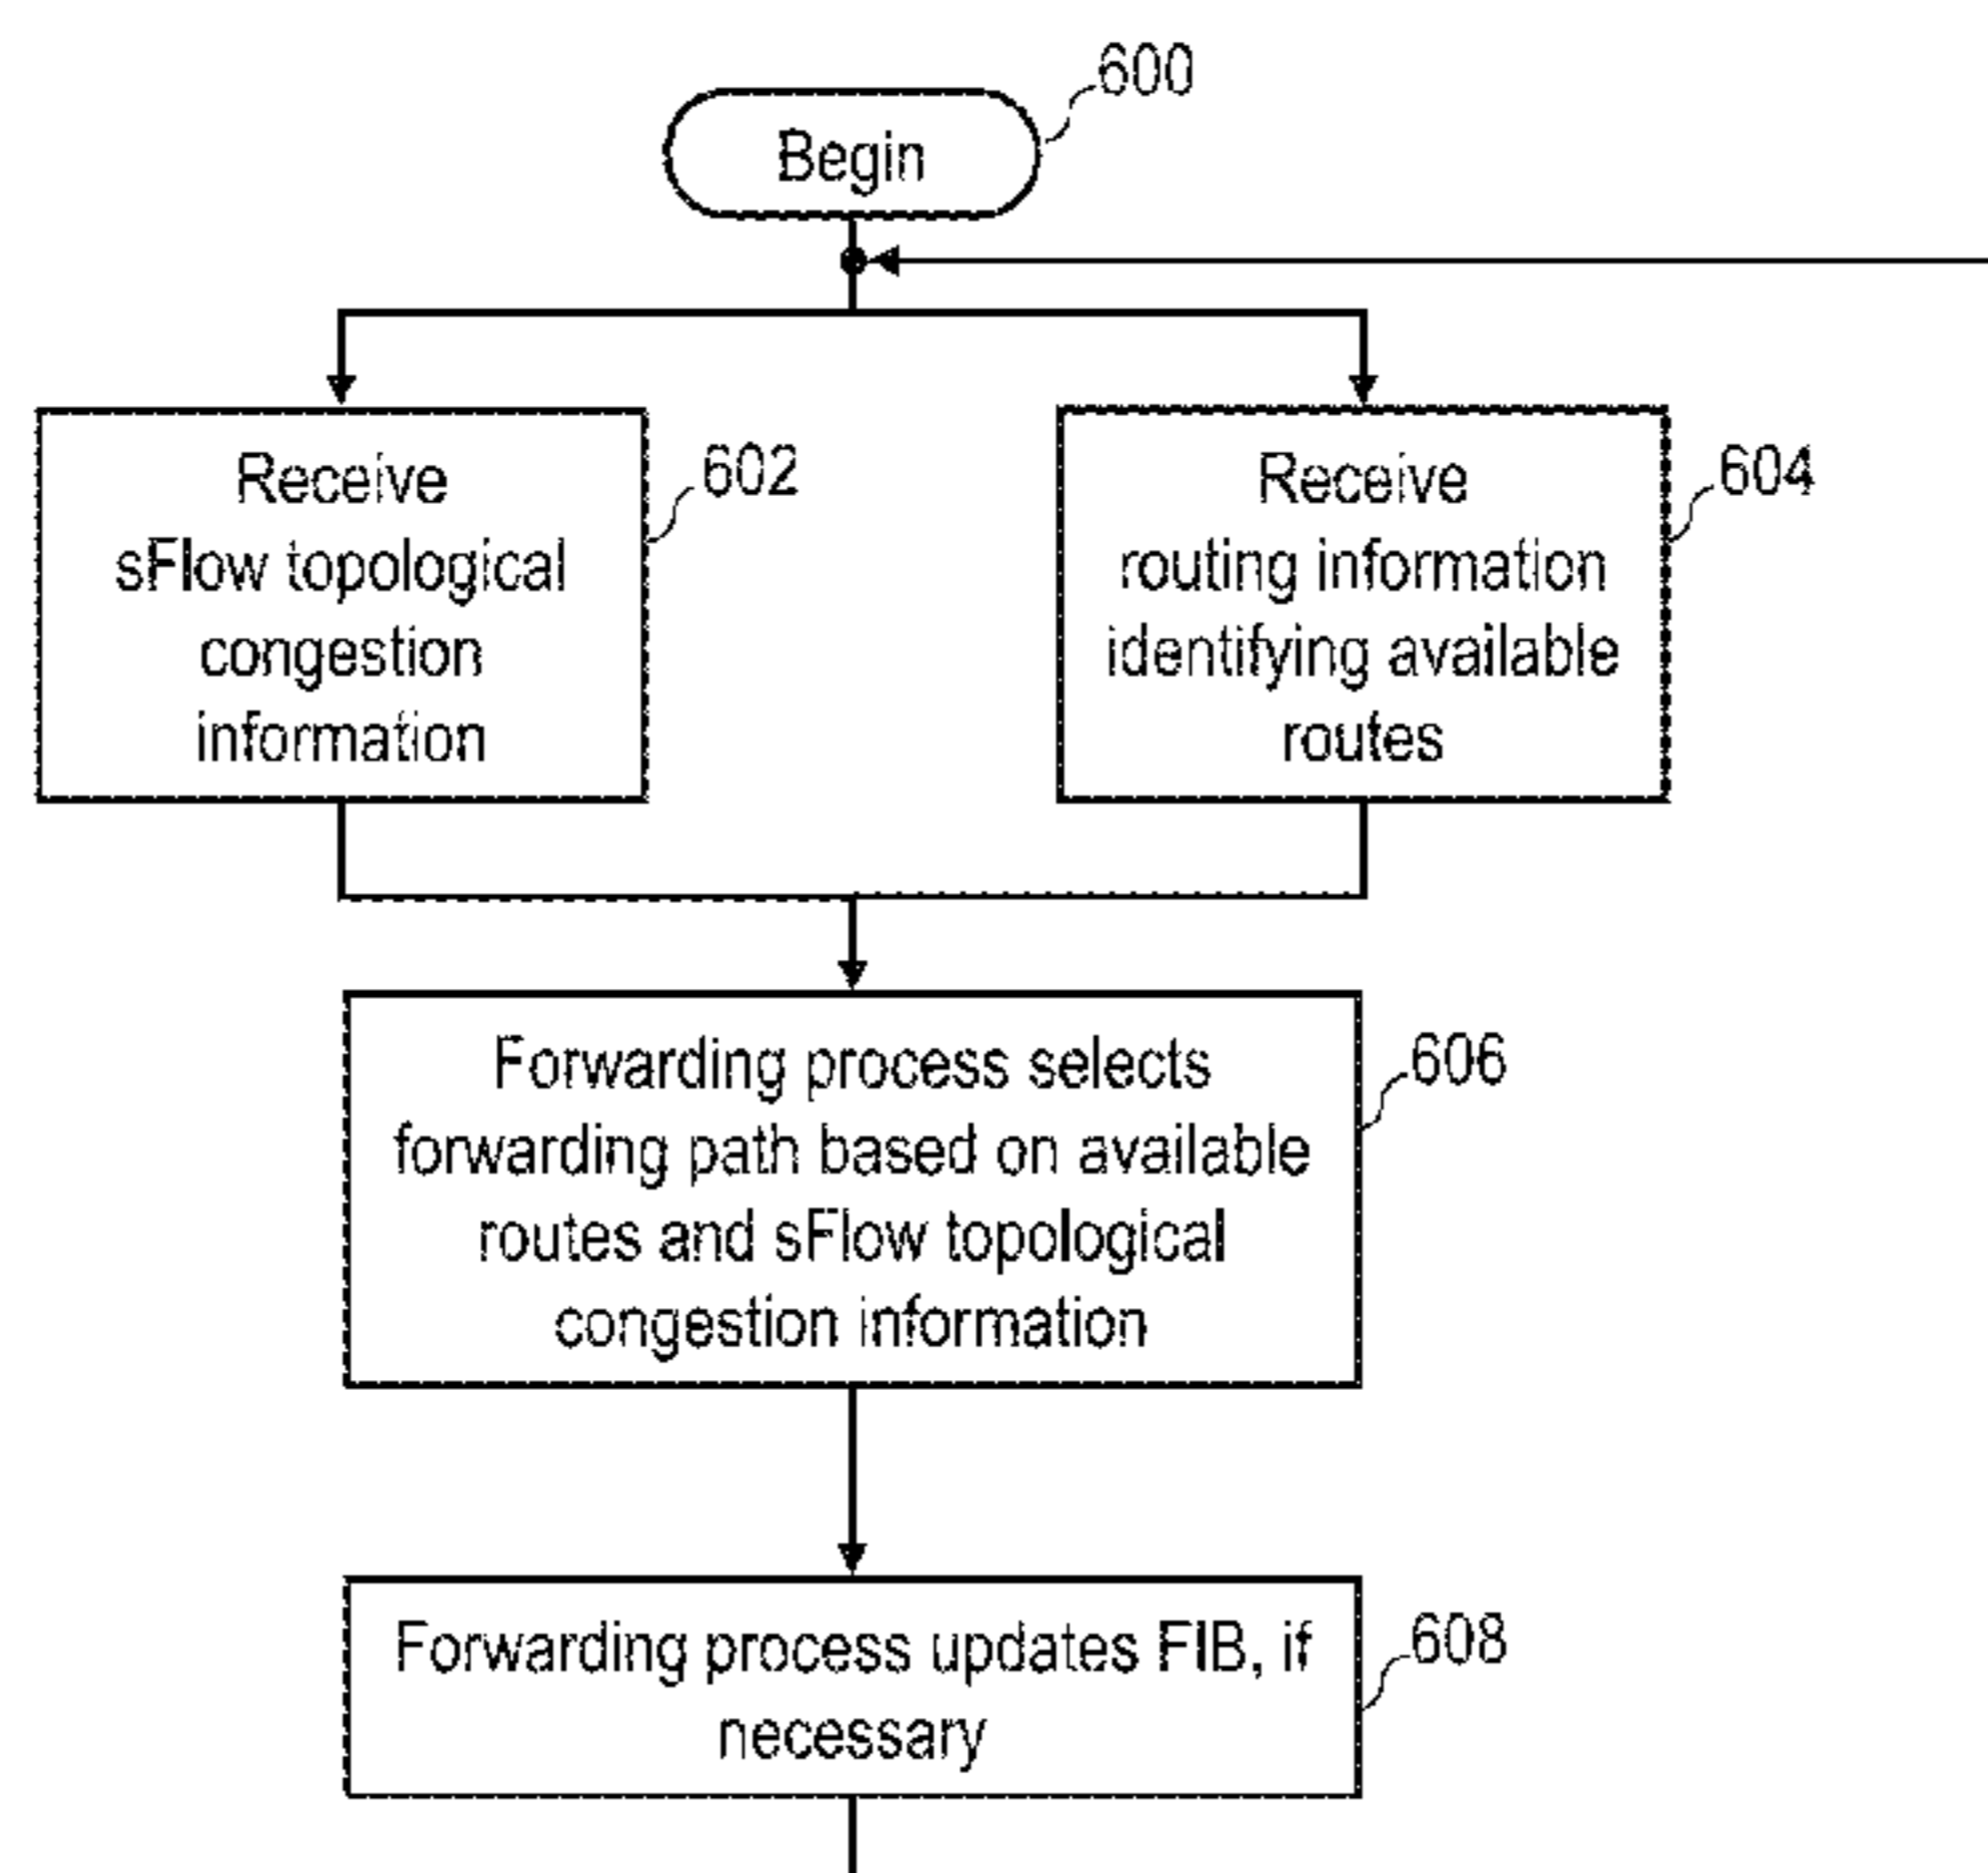 600
Begin
Receive
sFlow topological
congestion
information
602
Receive
routing information
identifying available
routes
604
Forwarding process selects
forwarding path based on available
routes and sFlow topological
congestion information
606
Forwarding process updates FIB, if
necessary
608